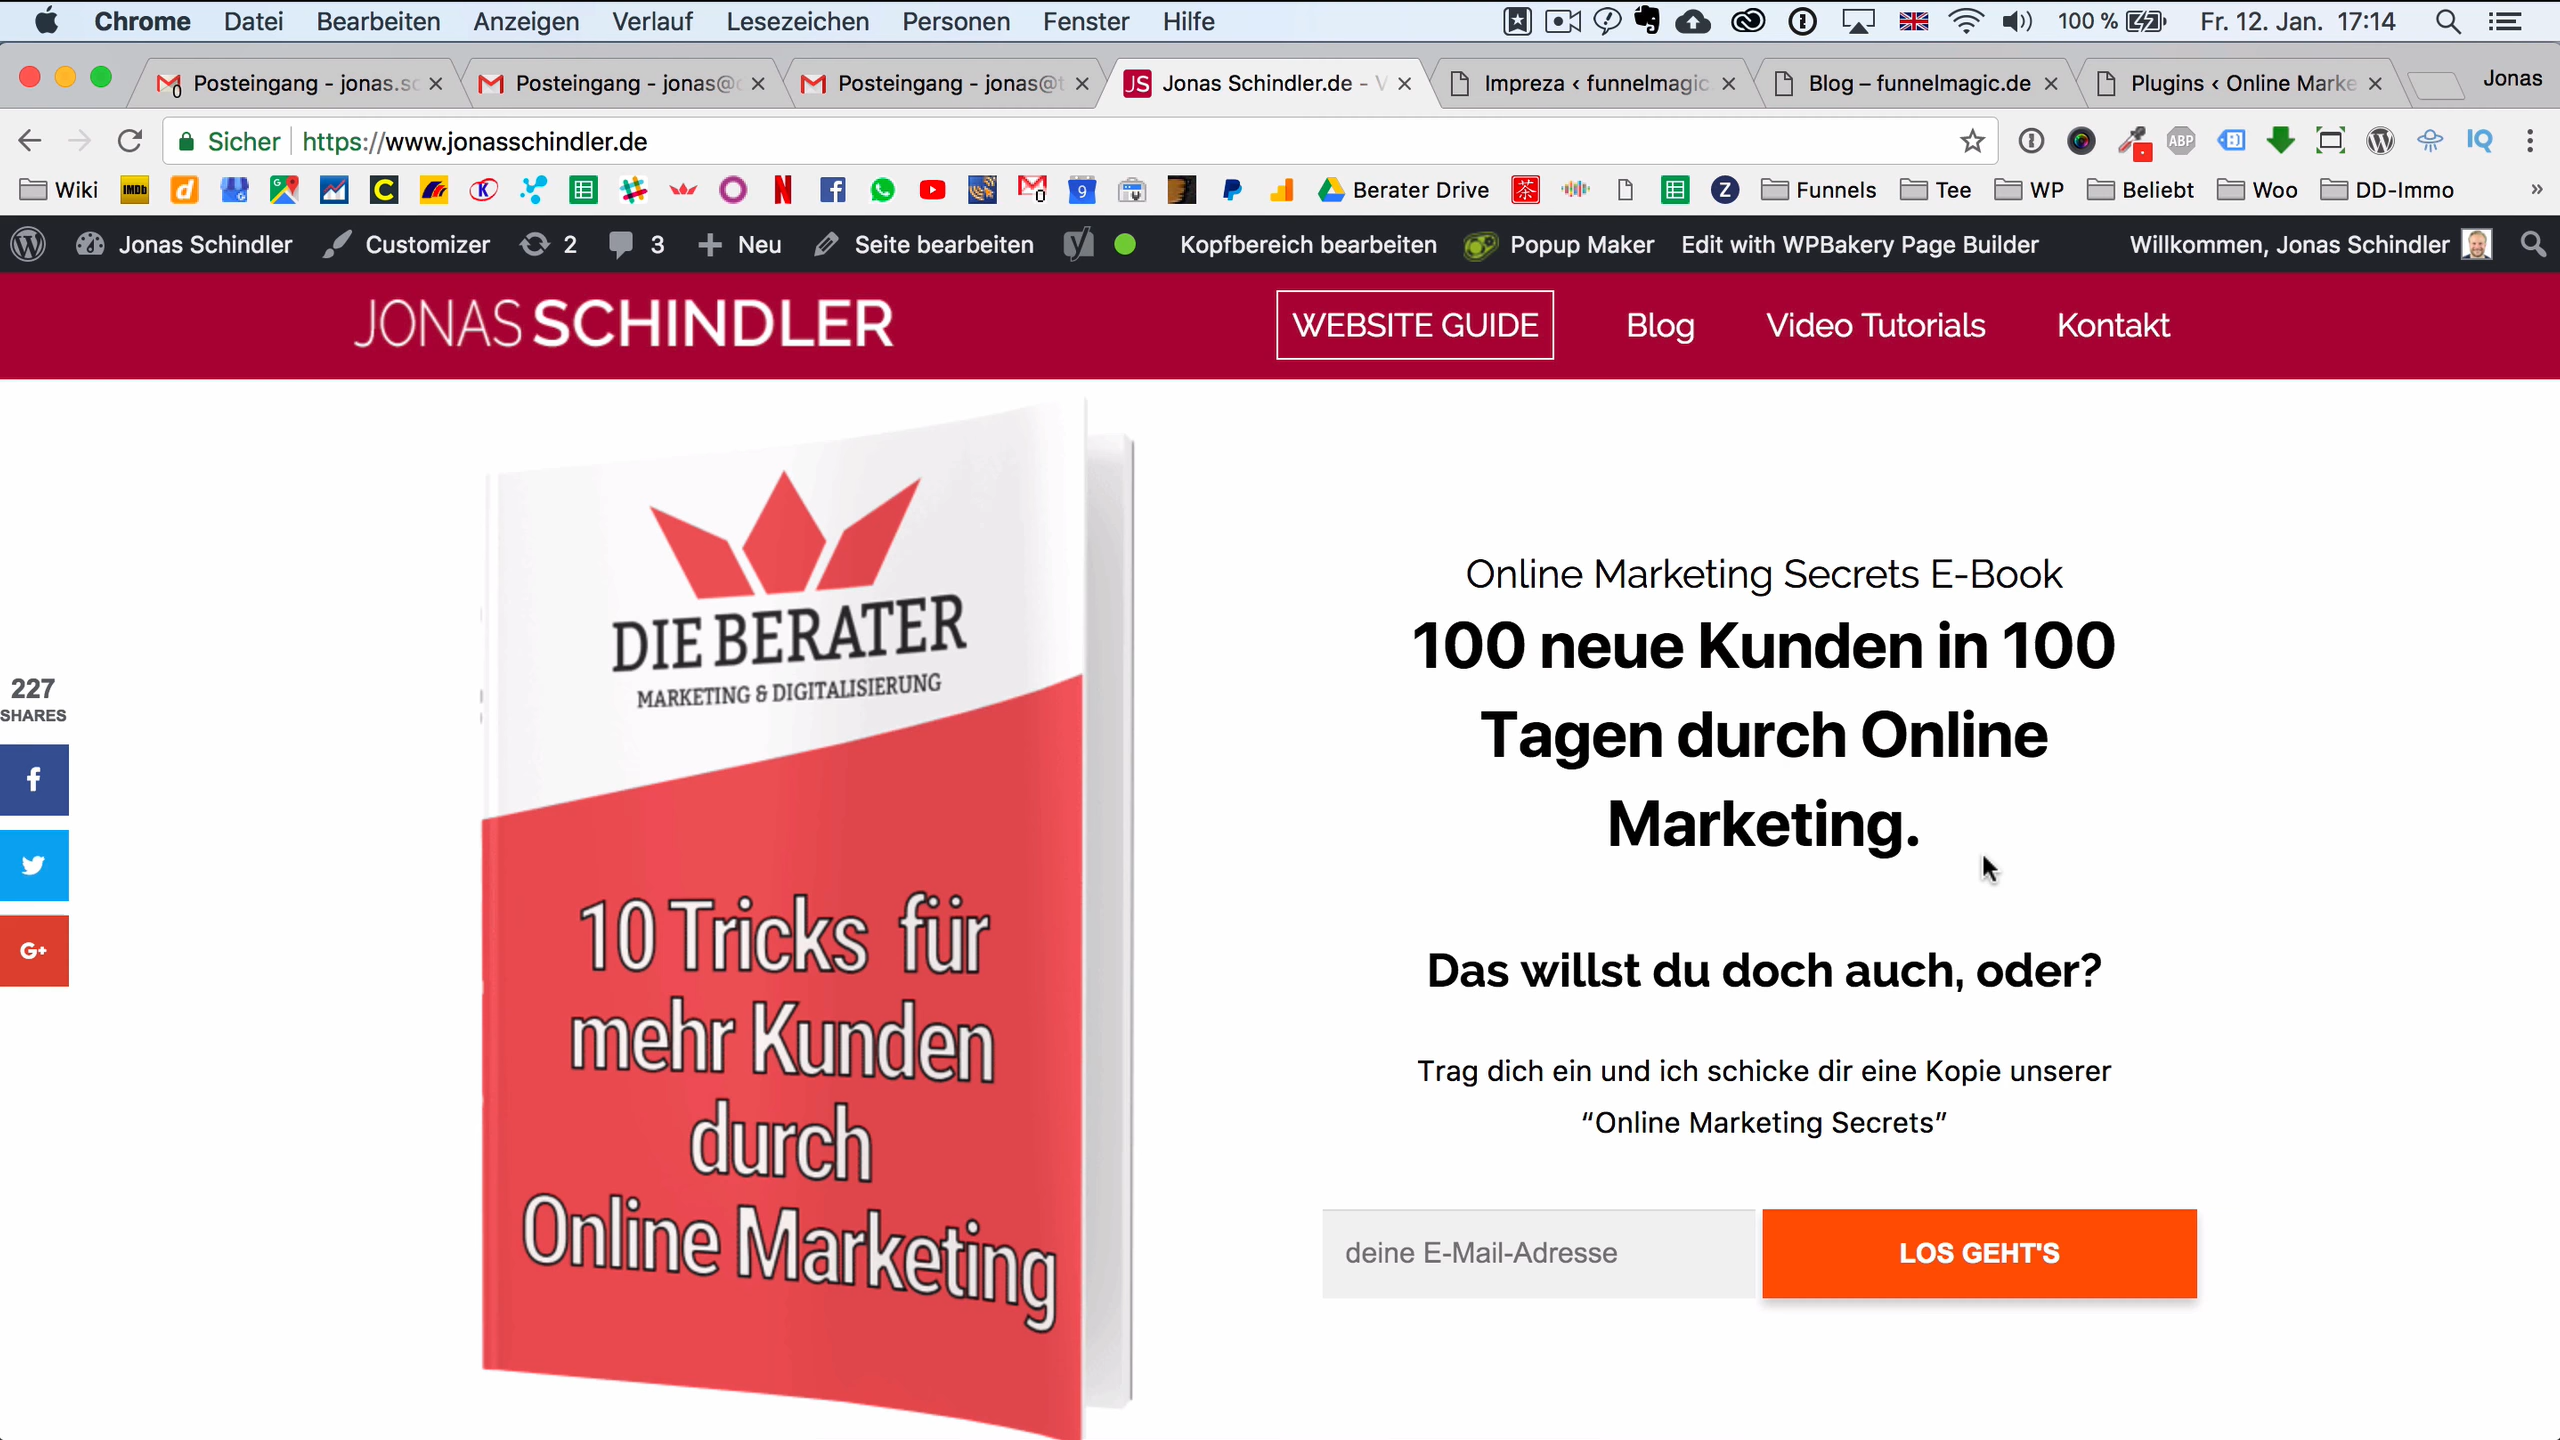 Chrome Datei Bearbeiten Anzeigen Verlauf Lesezeichen Personen Fenster Hilfe 100 % Fr. 12. Jan. 17:14
Posteingang - jonas.sc Posteingang - jonas@ Posteingang - jonas@t Jonas Schindler.de - V Impreza ‹ funnelmagic Blog – funnelmagic.de Plugins ‹ Online Marke Jonas
Sicher https://www.jonasschindler.de
Wiki Berater Drive Funnels Tee WP Beliebt Woo DD-Immo »
Jonas Schindler Customizer 2 3 Neu Seite bearbeiten Kopfbereich bearbeiten Popup Maker Edit with WPBakery Page Builder Willkommen, Jonas Schindler
JONAS SCHINDLER WEBSITE GUIDE Blog Video Tutorials Kontakt
DIE BERATER
MARKETING & DIGITALISIERUNG
10 Tricks für
mehr Kunden
durch
Online Marketing
227
SHARES
Online Marketing Secrets E-Book
100 neue Kunden in 100
Tagen durch Online
Marketing.
Das willst du doch auch, oder?
Trag dich ein und ich schicke dir eine Kopie unserer
“Online Marketing Secrets”
deine E-Mail-Adresse LOS GEHT'S